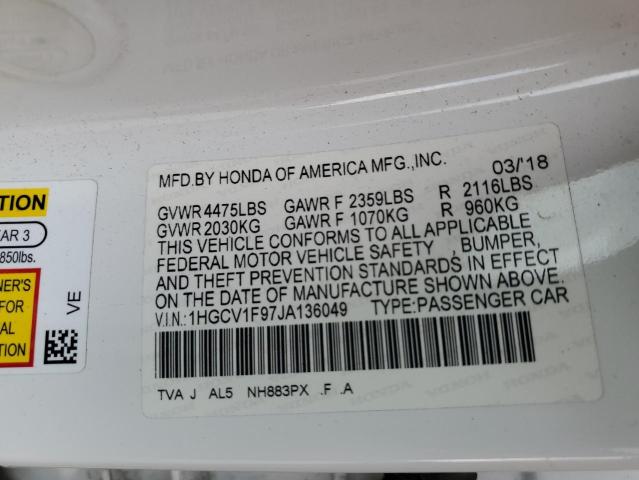 MFD.BY HONDA OF AMERICA MFG.,INC. 03/'18
GVWR 4475LBS GAWR F 2359LBS R 2116LBS
GVWR 2030KG GAWR F 1070KG R 960KG
THIS VEHICLE CONFORMS TO ALL APPLICABLE
FEDERAL MOTOR VEHICLE SAFETY , BUMPER,
AND THEFT PREVENTION STANDARDS IN EFFECT
ON THE DATE OF MANUFACTURE SHOWN ABOVE.
V.I.N.:1HGCV1F97JA136049 TYPE:PASSENGER CAR
TVA J AL5 NH883PX .F .A
VE
TION
AR 3
850lbs.
NER'S
FOR
AL
TION